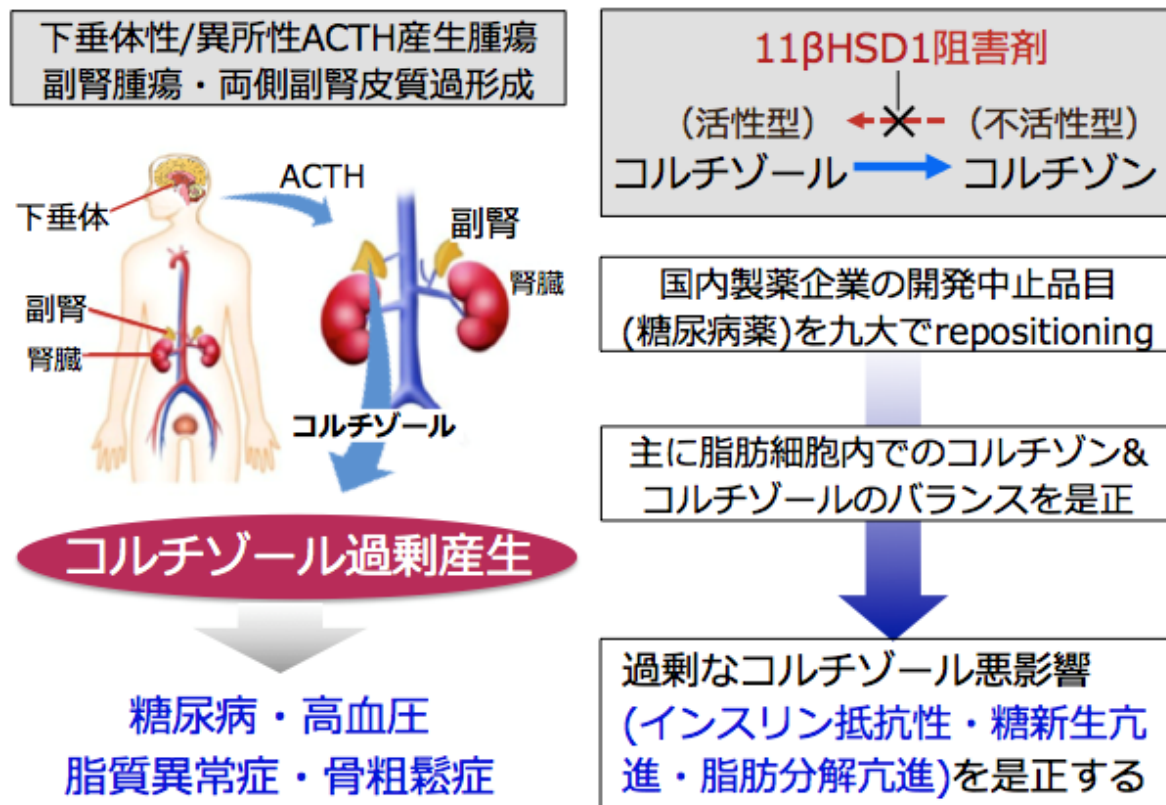 下垂体性/異所性ACTH産生腫瘍
副腎腫瘍・両側副腎皮質過形成
ACTH
下垂体
副腎
腎臓
副腎
腎臓
コルチゾール
コルチゾール過剰産生
糖尿病・高血圧
脂質異常症・骨粗鬆症
11βHSD1阻害剤
（活性型） （不活性型）
コルチゾール コルチゾン
国内製薬企業の開発中止品目
(糖尿病薬)を九大でrepositioning
主に脂肪細胞内でのコルチゾン&
コルチゾールのバランスを是正
過剰なコルチゾール悪影響
(インスリン抵抗性・糖新生亢
進・脂肪分解亢進)を是正する